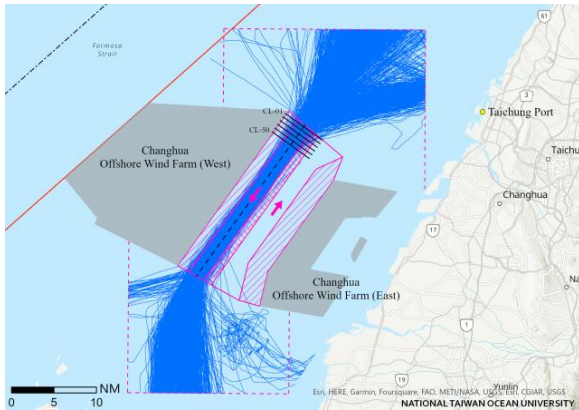 61
Formosa
Strait
3
Taichung Port
CL-01
CL-50
Taichu
Changhua
Offshore Wind Farm (West)
Changhua
17
Na
Changhua
Offshore Wind Farm (East)
1
19
Yunlin
NM
0 5 10
Esri, HERE, Garmin, Foursquare, FAO, METI/NASA, USGS, Esri, CGIAR, USGS
NATIONAL TAIWAN OCEAN UNIVERSITY